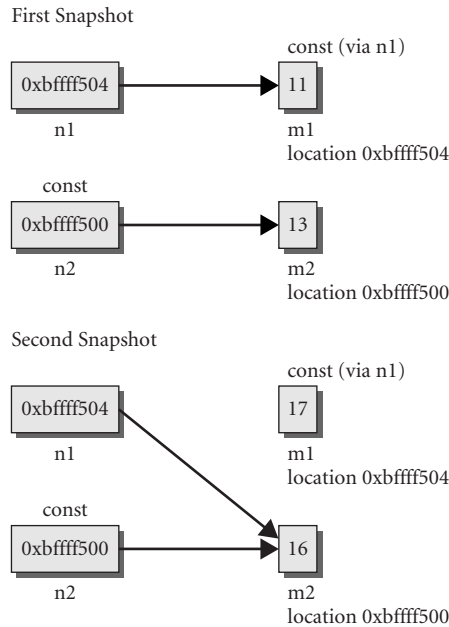 First Snapshot
const (via n1)
0xbffff504
11
n1
m1
location 0xbffff504
const
0xbffff500
13
n2
m2
location 0xbffff500
Second Snapshot
const (via n1)
0xbffff504
17
n1
m1
location 0xbffff504
const
0xbffff500
16
n2
m2
location 0xbffff500